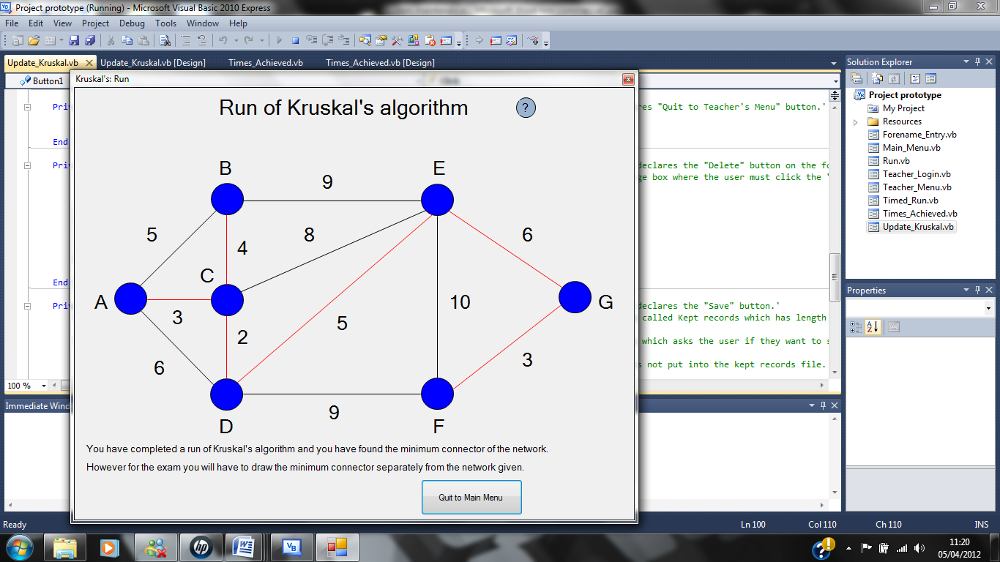 Project prototype (Running) - Microsoft Visual Basic 2010 Express
File Edit View Project Debug Tools Window Help
Update_Kruskal.vb Update_Kruskal.vb [Design] Times_Achieved.vb Times_Achieved.vb [Design]
Button1
Kruskal's: Run
Run of Kruskal's algorithm ?
B 9 E
5 4 8 6
C
A 3 10 G
5
2
6 3
9
D F
You have completed a run of Kruskal's algorithm and you have found the minimum connector of the network.
However for the exam you will have to draw the minimum connector separately from the network given.
Quit to Main Menu
Priv
res "Quit to Teacher's Menu" button.'
End
Priv
declares the "Delete" button on the fo
ge box where the user must click the "
End
Priv
declares the "Save" button.'
called Kept records which has length
which asks the user if they want to s
s not put into the kept records file.
100 %
Immediate Wind
Solution Explorer
Project prototype
My Project
Resources
Forename_Entry.vb
Main_Menu.vb
Run.vb
Teacher_Login.vb
Teacher_Menu.vb
Timed_Run.vb
Times_Achieved.vb
Update_Kruskal.vb
Properties
Ready Ln 100 Col 110 Ch 110 INS
11:20
05/04/2012